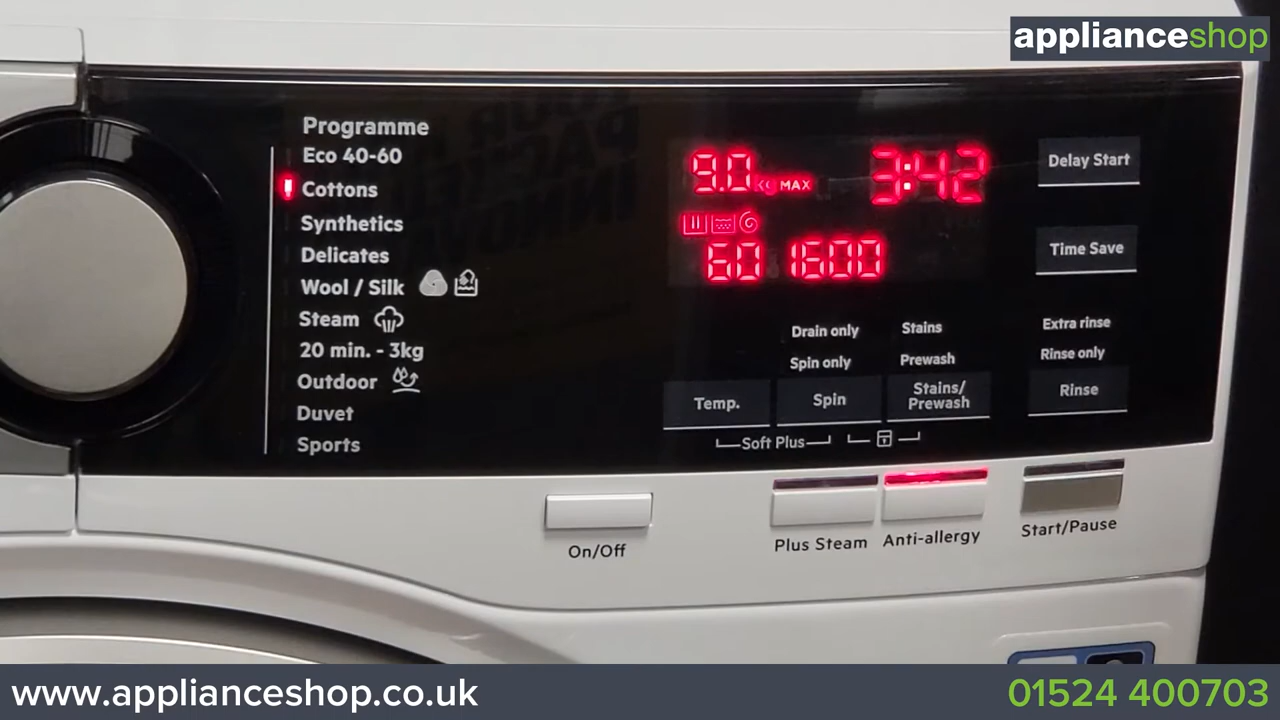 applianceshop
Programme
Eco 40-60
Cottons
Synthetics
Delicates
Wool / Silk
Steam
20 min. - 3kg
Outdoor
Duvet
Sports
9.0 MAX 3:42
60 1600
Delay Start
Time Save
Drain only Stains Extra rinse
Spin only Prewash Rinse only
Temp. Spin Stains/ Prewash Rinse
Soft Plus
On/Off Plus Steam Anti-allergy Start/Pause
www.applianceshop.co.uk 01524 400703